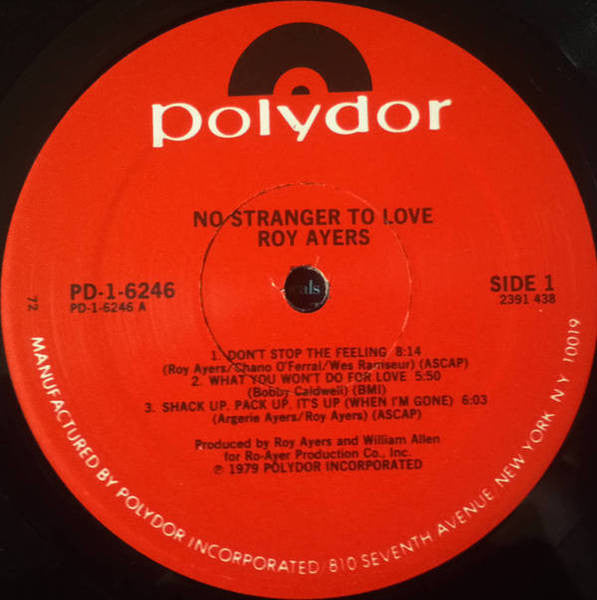 polydor
NO STRANGER TO LOVE
ROY AYERS
PD-1-6246
PD-1-6246 A
SIDE 1
2391 438
72
als
1. DON'T STOP THE FEELING 8:14
(Roy Ayers/Chano O'Ferral/Wes Ramseur) (ASCAP)
2. WHAT YOU WON'T DO FOR LOVE 5:50
(Bobby Caldwell) (BMI)
3. SHACK UP, PACK UP, IT'S UP (WHEN I'M GONE) 6:03
(Argerie Ayers/Roy Ayers) (ASCAP)
Produced by Roy Ayers and William Allen
for Ro-Ayer Production Co., Inc.
℗ 1979 POLYDOR INCORPORATED
MANUFACTURED BY POLYDOR INCORPORATED/810 SEVENTH AVENUE/NEW YORK, N.Y. 10019